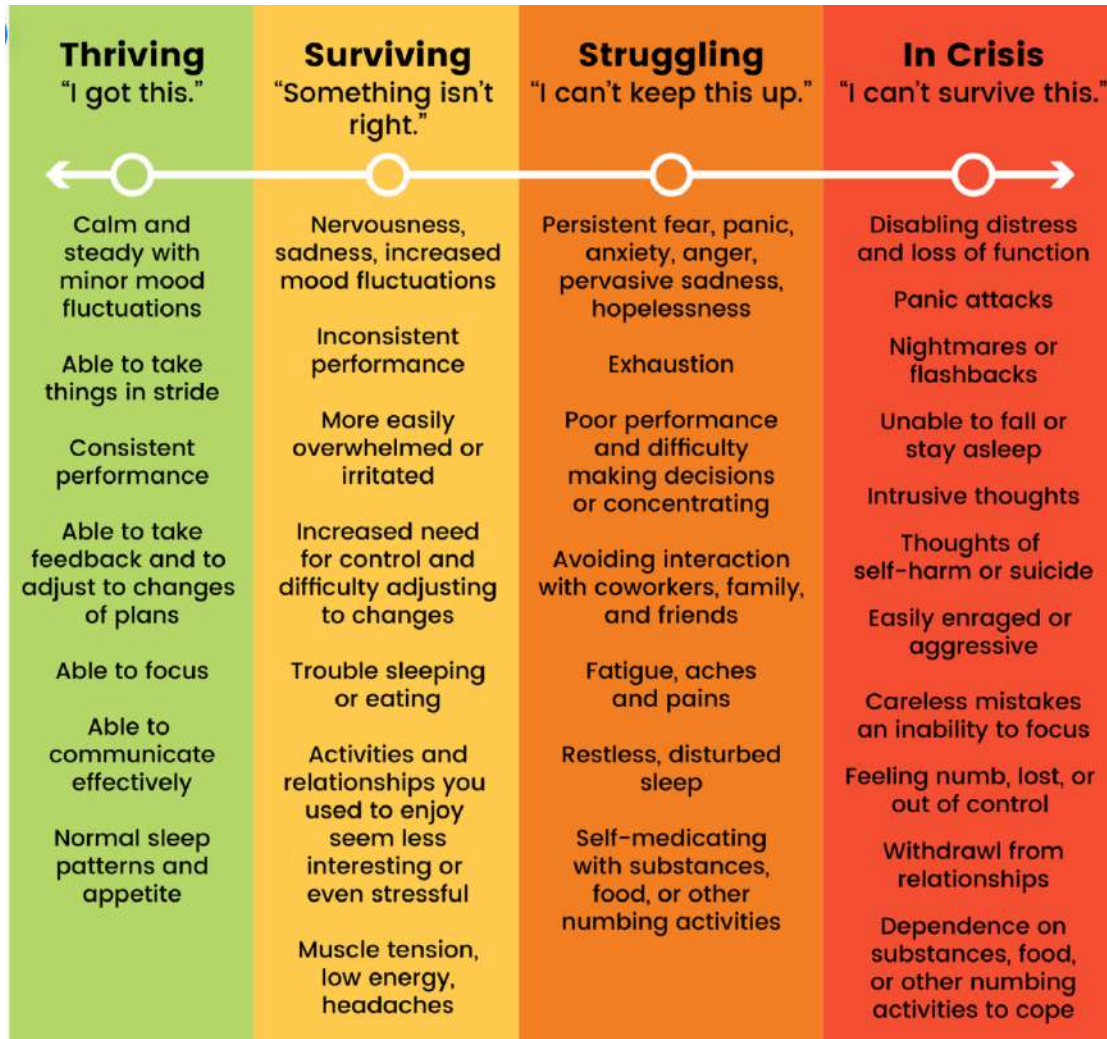 Thriving
“I got this.”
Calm and
steady with
minor mood
fluctuations
Able to take
things in stride
Consistent
performance
Able to take
feedback and to
adjust to changes
of plans
Able to focus
Able to
communicate
effectively
Normal sleep
patterns and
appetite
Surviving
“Something isn’t
right.”
Nervousness,
sadness, increased
mood fluctuations
Inconsistent
performance
More easily
overwhelmed or
irritated
Increased need
for control and
difficulty adjusting
to changes
Trouble sleeping
or eating
Activities and
relationships you
used to enjoy
seem less
interesting or
even stressful
Muscle tension,
low energy,
headaches
Struggling
“I can’t keep this up.”
Persistent fear, panic,
anxiety, anger,
pervasive sadness,
hopelessness
Exhaustion
Poor performance
and difficulty
making decisions
or concentrating
Avoiding interaction
with coworkers, family,
and friends
Fatigue, aches
and pains
Restless, disturbed
sleep
Self-medicating
with substances,
food, or other
numbing activities
In Crisis
“I can’t survive this.”
Disabling distress
and loss of function
Panic attacks
Nightmares or
flashbacks
Unable to fall or
stay asleep
Intrusive thoughts
Thoughts of
self-harm or suicide
Easily enraged or
aggressive
Careless mistakes
an inability to focus
Feeling numb, lost, or
out of control
Withdrawl from
relationships
Dependence on
substances, food,
or other numbing
activities to cope